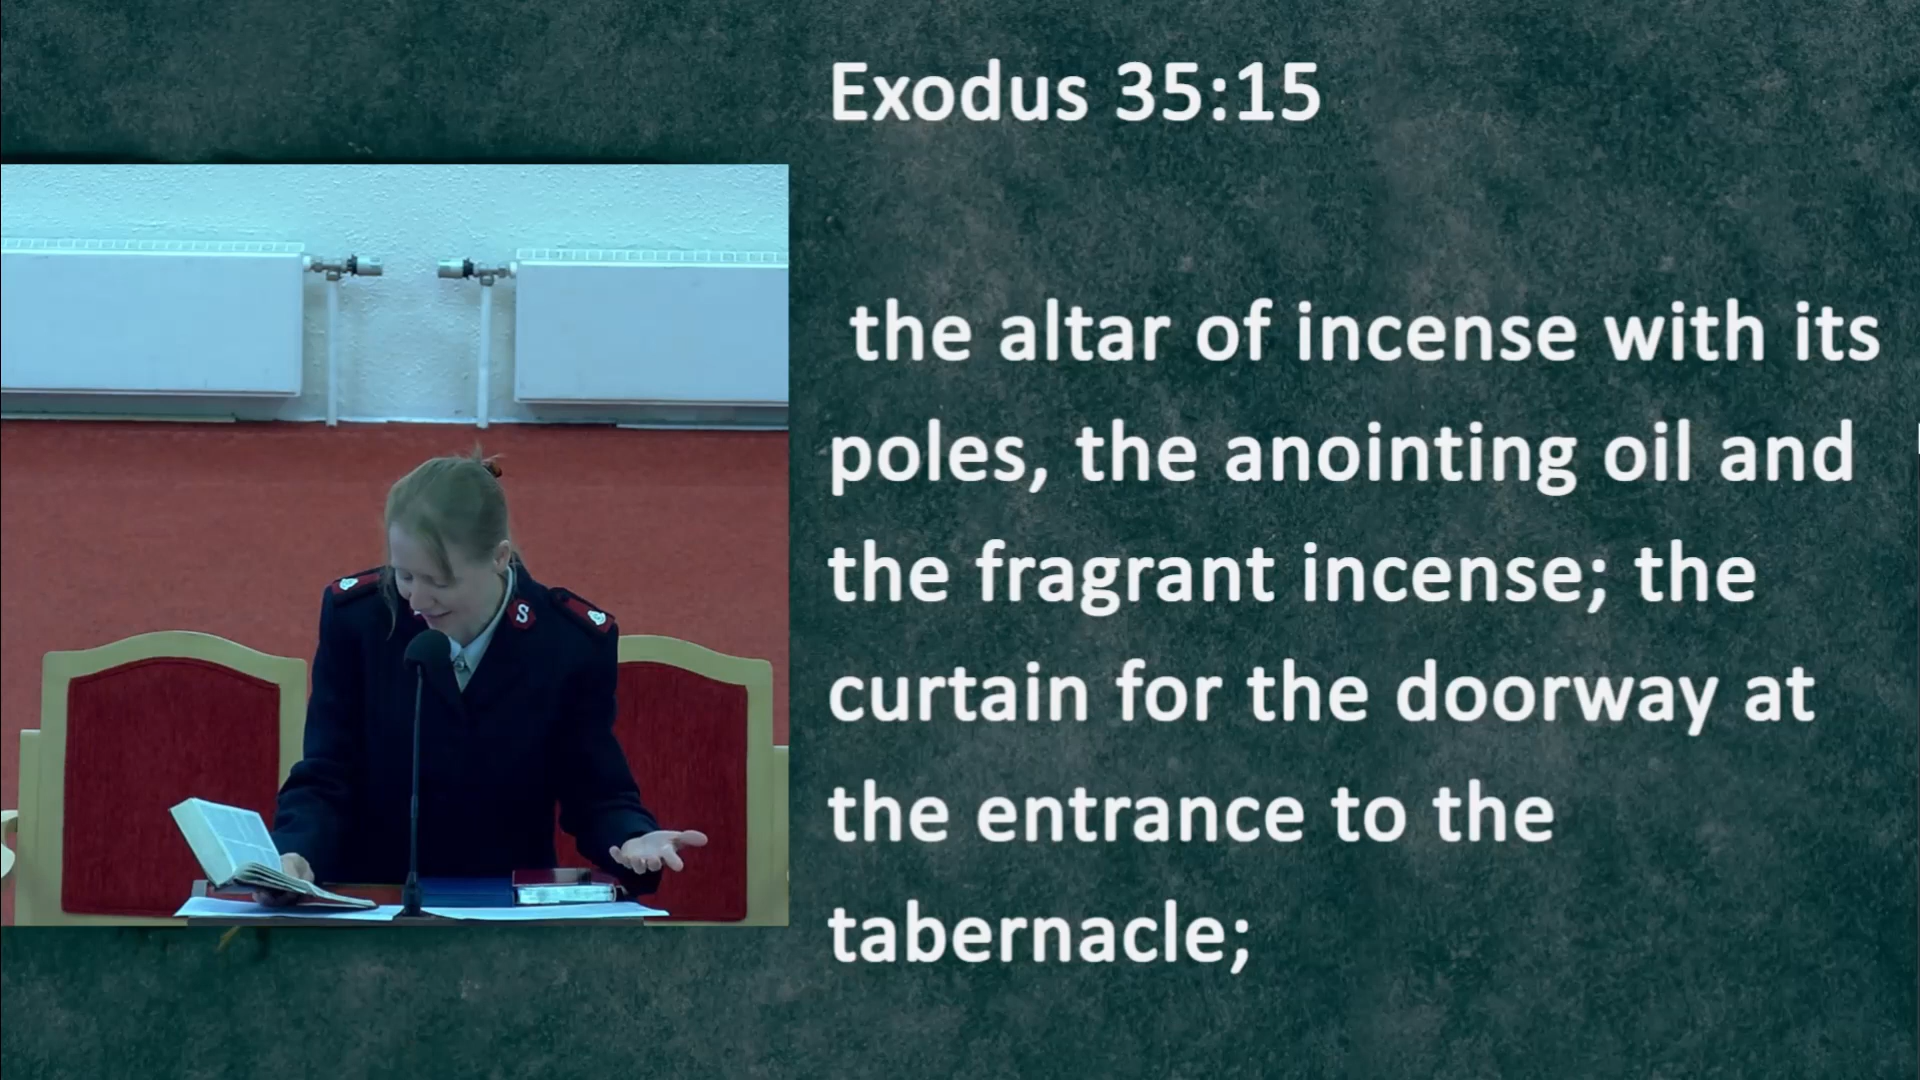 Exodus 35:15
the altar of incense with its
poles, the anointing oil and
the fragrant incense; the
curtain for the doorway at
the entrance to the
tabernacle;
S